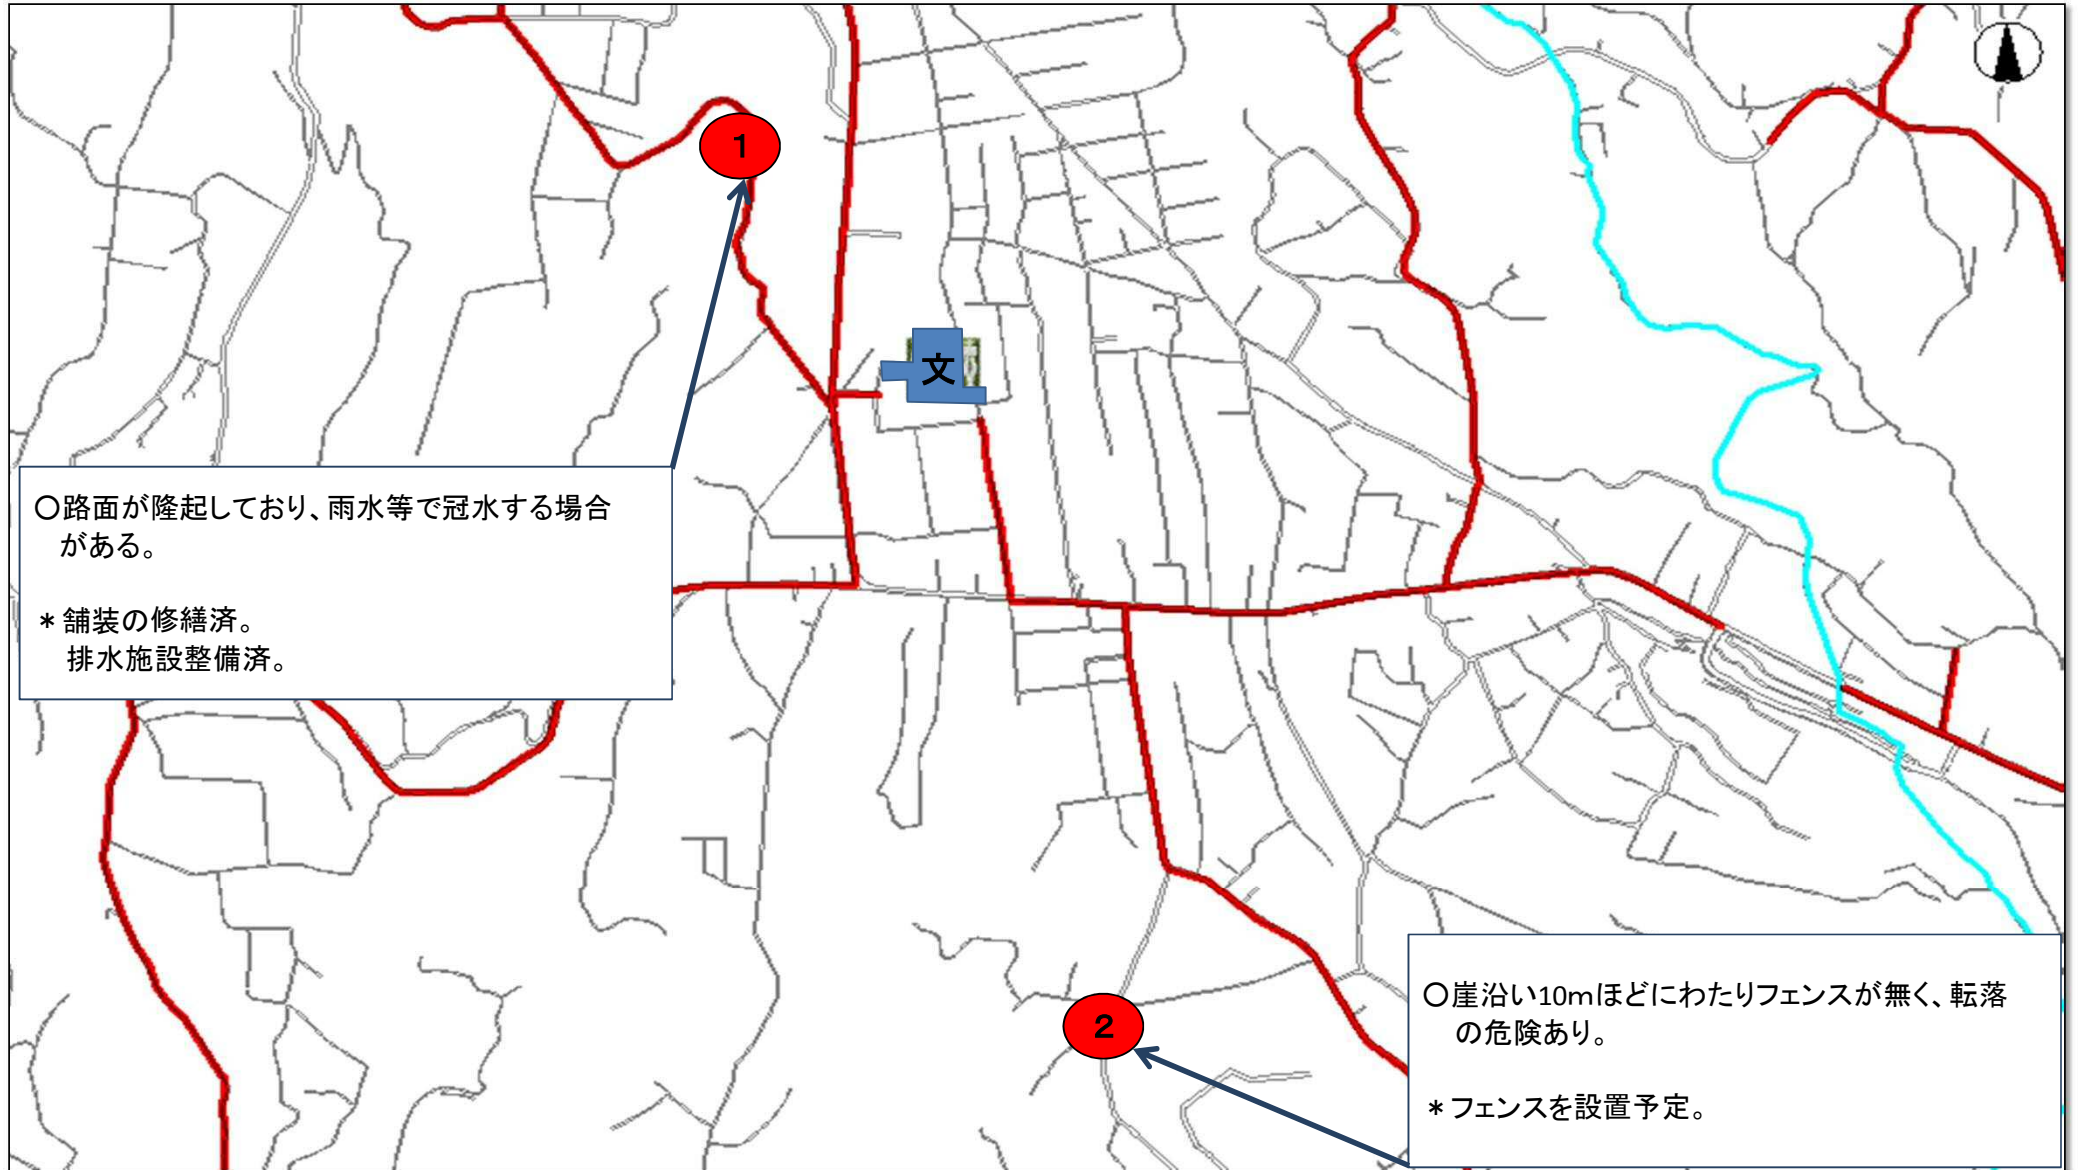 1
文
〇路面が隆起しており、雨水等で冠水する場合
がある。
＊舗装の修繕済。
排水施設整備済。
2
〇崖沿い10mほどにわたりフェンスが無く、転落
の危険あり。
＊フェンスを設置予定。